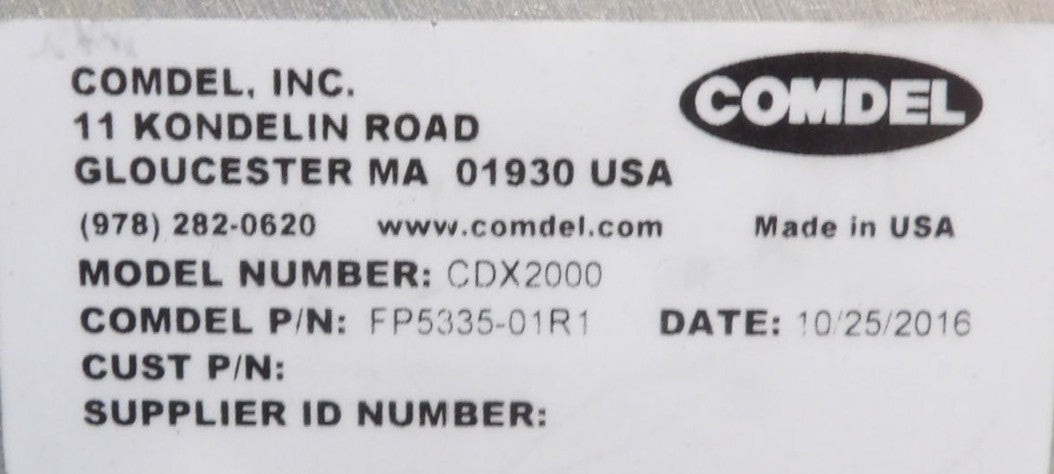 COMDEL, INC.
COMDEL
11 KONDELIN ROAD
GLOUCESTER MA 01930 USA
(978) 282-0620 www.comdel.com Made in USA
MODEL NUMBER: CDX2000
COMDEL P/N: FP5335-01R1 DATE: 10/25/2016
CUST P/N:
SUPPLIER ID NUMBER: